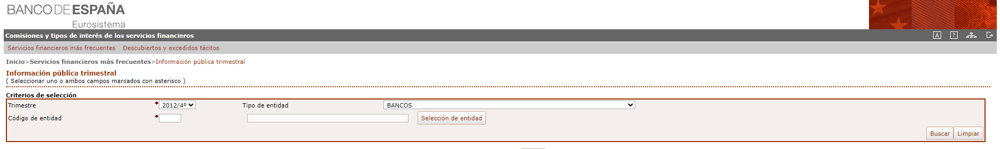 BANCO DE ESPAÑA
Eurosistema
Comisiones y tipos de interés de los servicios financieros
A ?
Servicios financieros más frecuentes Descubiertos y excedidos tácitos
Inicio>Servicios financieros más frecuentes>Información pública trimestral
Información pública trimestral
( Seleccionar uno o ambos campos marcados con asterisco )
Criterios de selección
Trimestre * 2012/4º Tipo de entidad BANCOS
Código de entidad * Selección de entidad
Buscar Limpiar